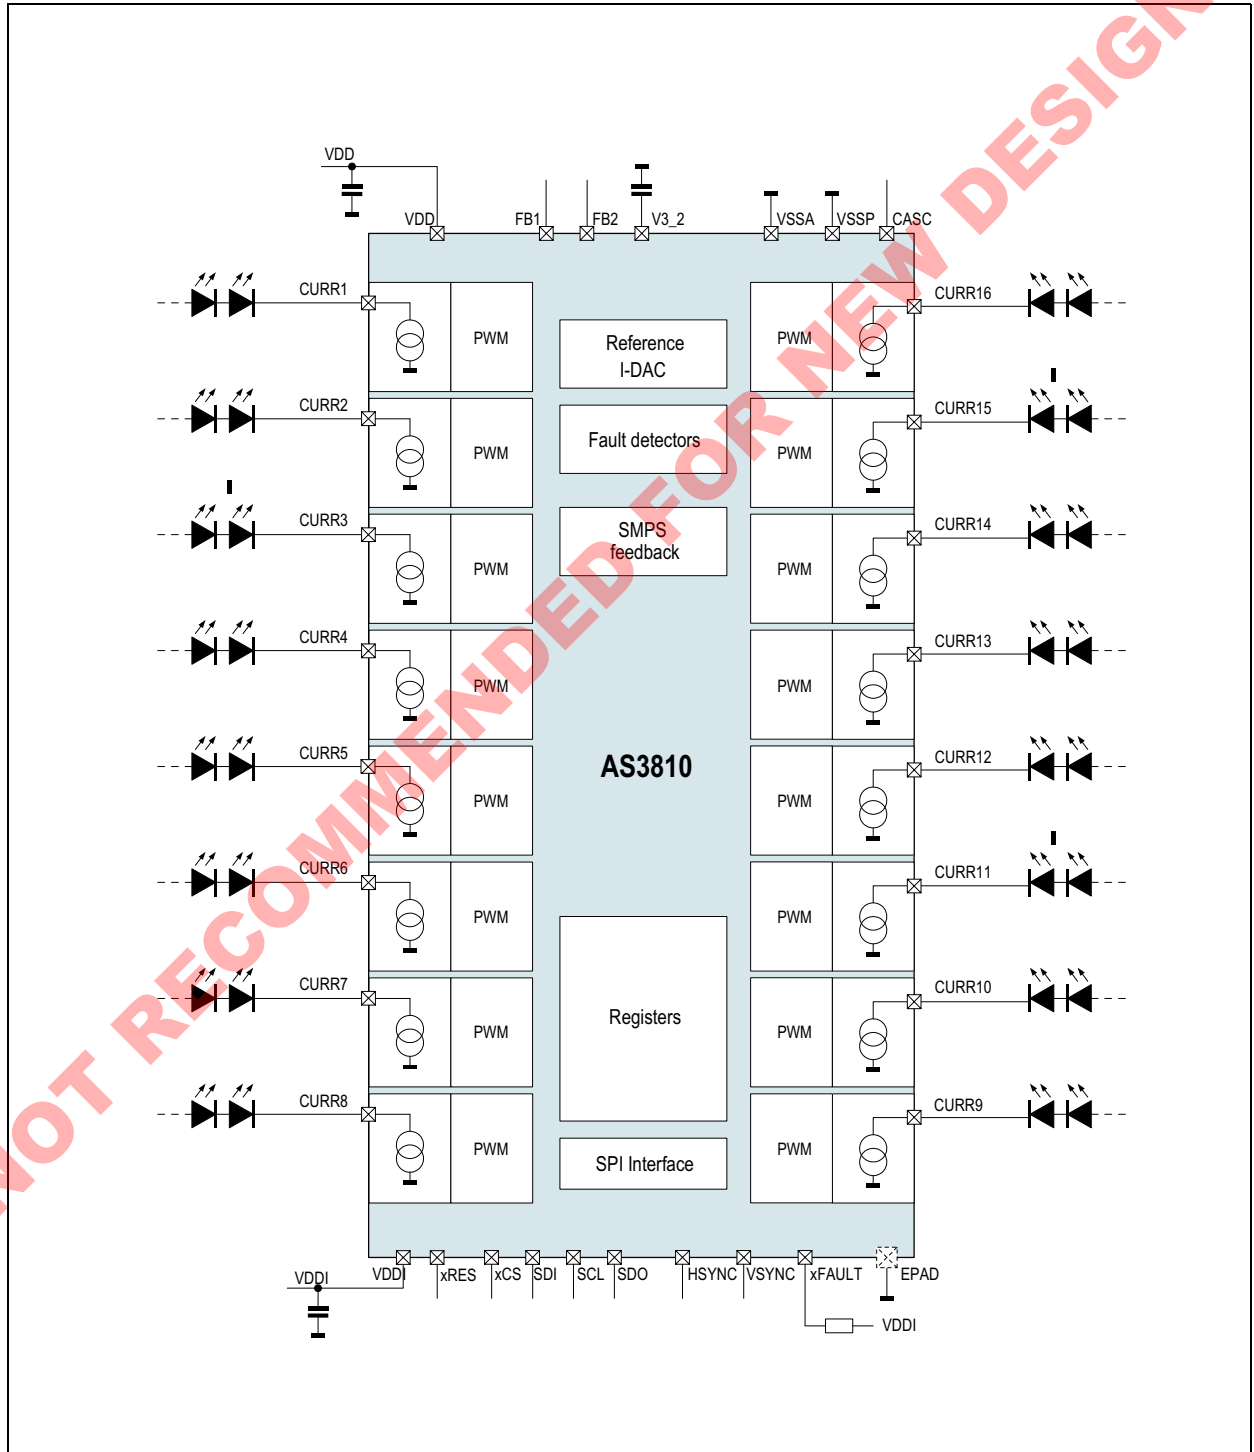 NOT RECOMMENDED FOR NEW DESIGN
VDD
VDD FB1 FB2 V3_2 VSSA VSSP CASC
CURR1 PWM Reference PWM CURR16
I-DAC
CURR2 PWM Fault detectors PWM CURR15
CURR3 PWM SMPS PWM CURR14
feedback
CURR4 PWM PWM CURR13
CURR5 PWM AS3810 PWM CURR12
CURR6 PWM PWM CURR11
CURR7 PWM Registers PWM CURR10
CURR8 PWM SPI Interface PWM CURR9
VDDI
VDDI xRES xCS SDI SCL SDO HSYNC VSYNC xFAULT EPAD
VDDI